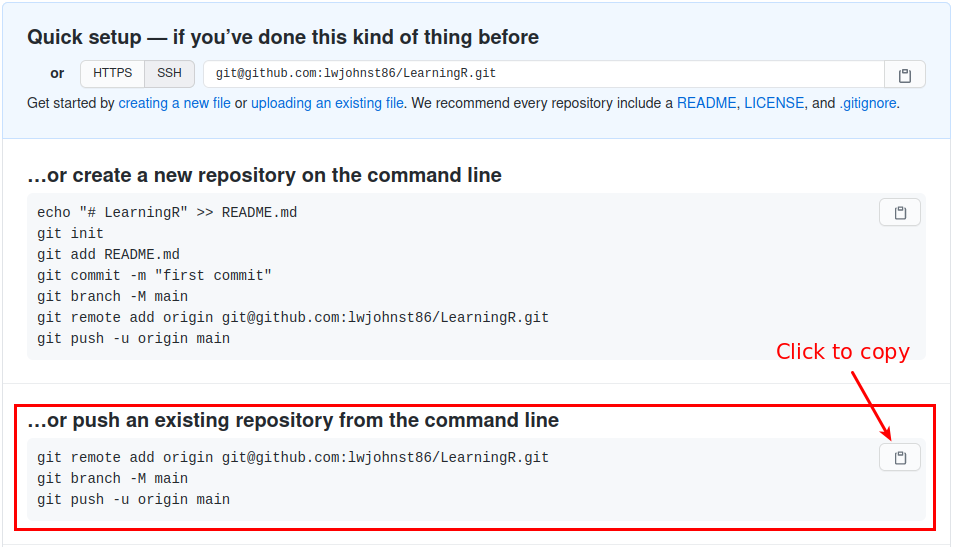 Quick setup — if you’ve done this kind of thing before
or HTTPS SSH git@github.com:lwjohnst86/LearningR.git
Get started by creating a new file or uploading an existing file. We recommend every repository include a README, LICENSE, and .gitignore.
…or create a new repository on the command line
echo "# LearningR" >> README.md
git init
git add README.md
git commit -m "first commit"
git branch -M main
git remote add origin git@github.com:lwjohnst86/LearningR.git
git push -u origin main
Click to copy
…or push an existing repository from the command line
git remote add origin git@github.com:lwjohnst86/LearningR.git
git branch -M main
git push -u origin main